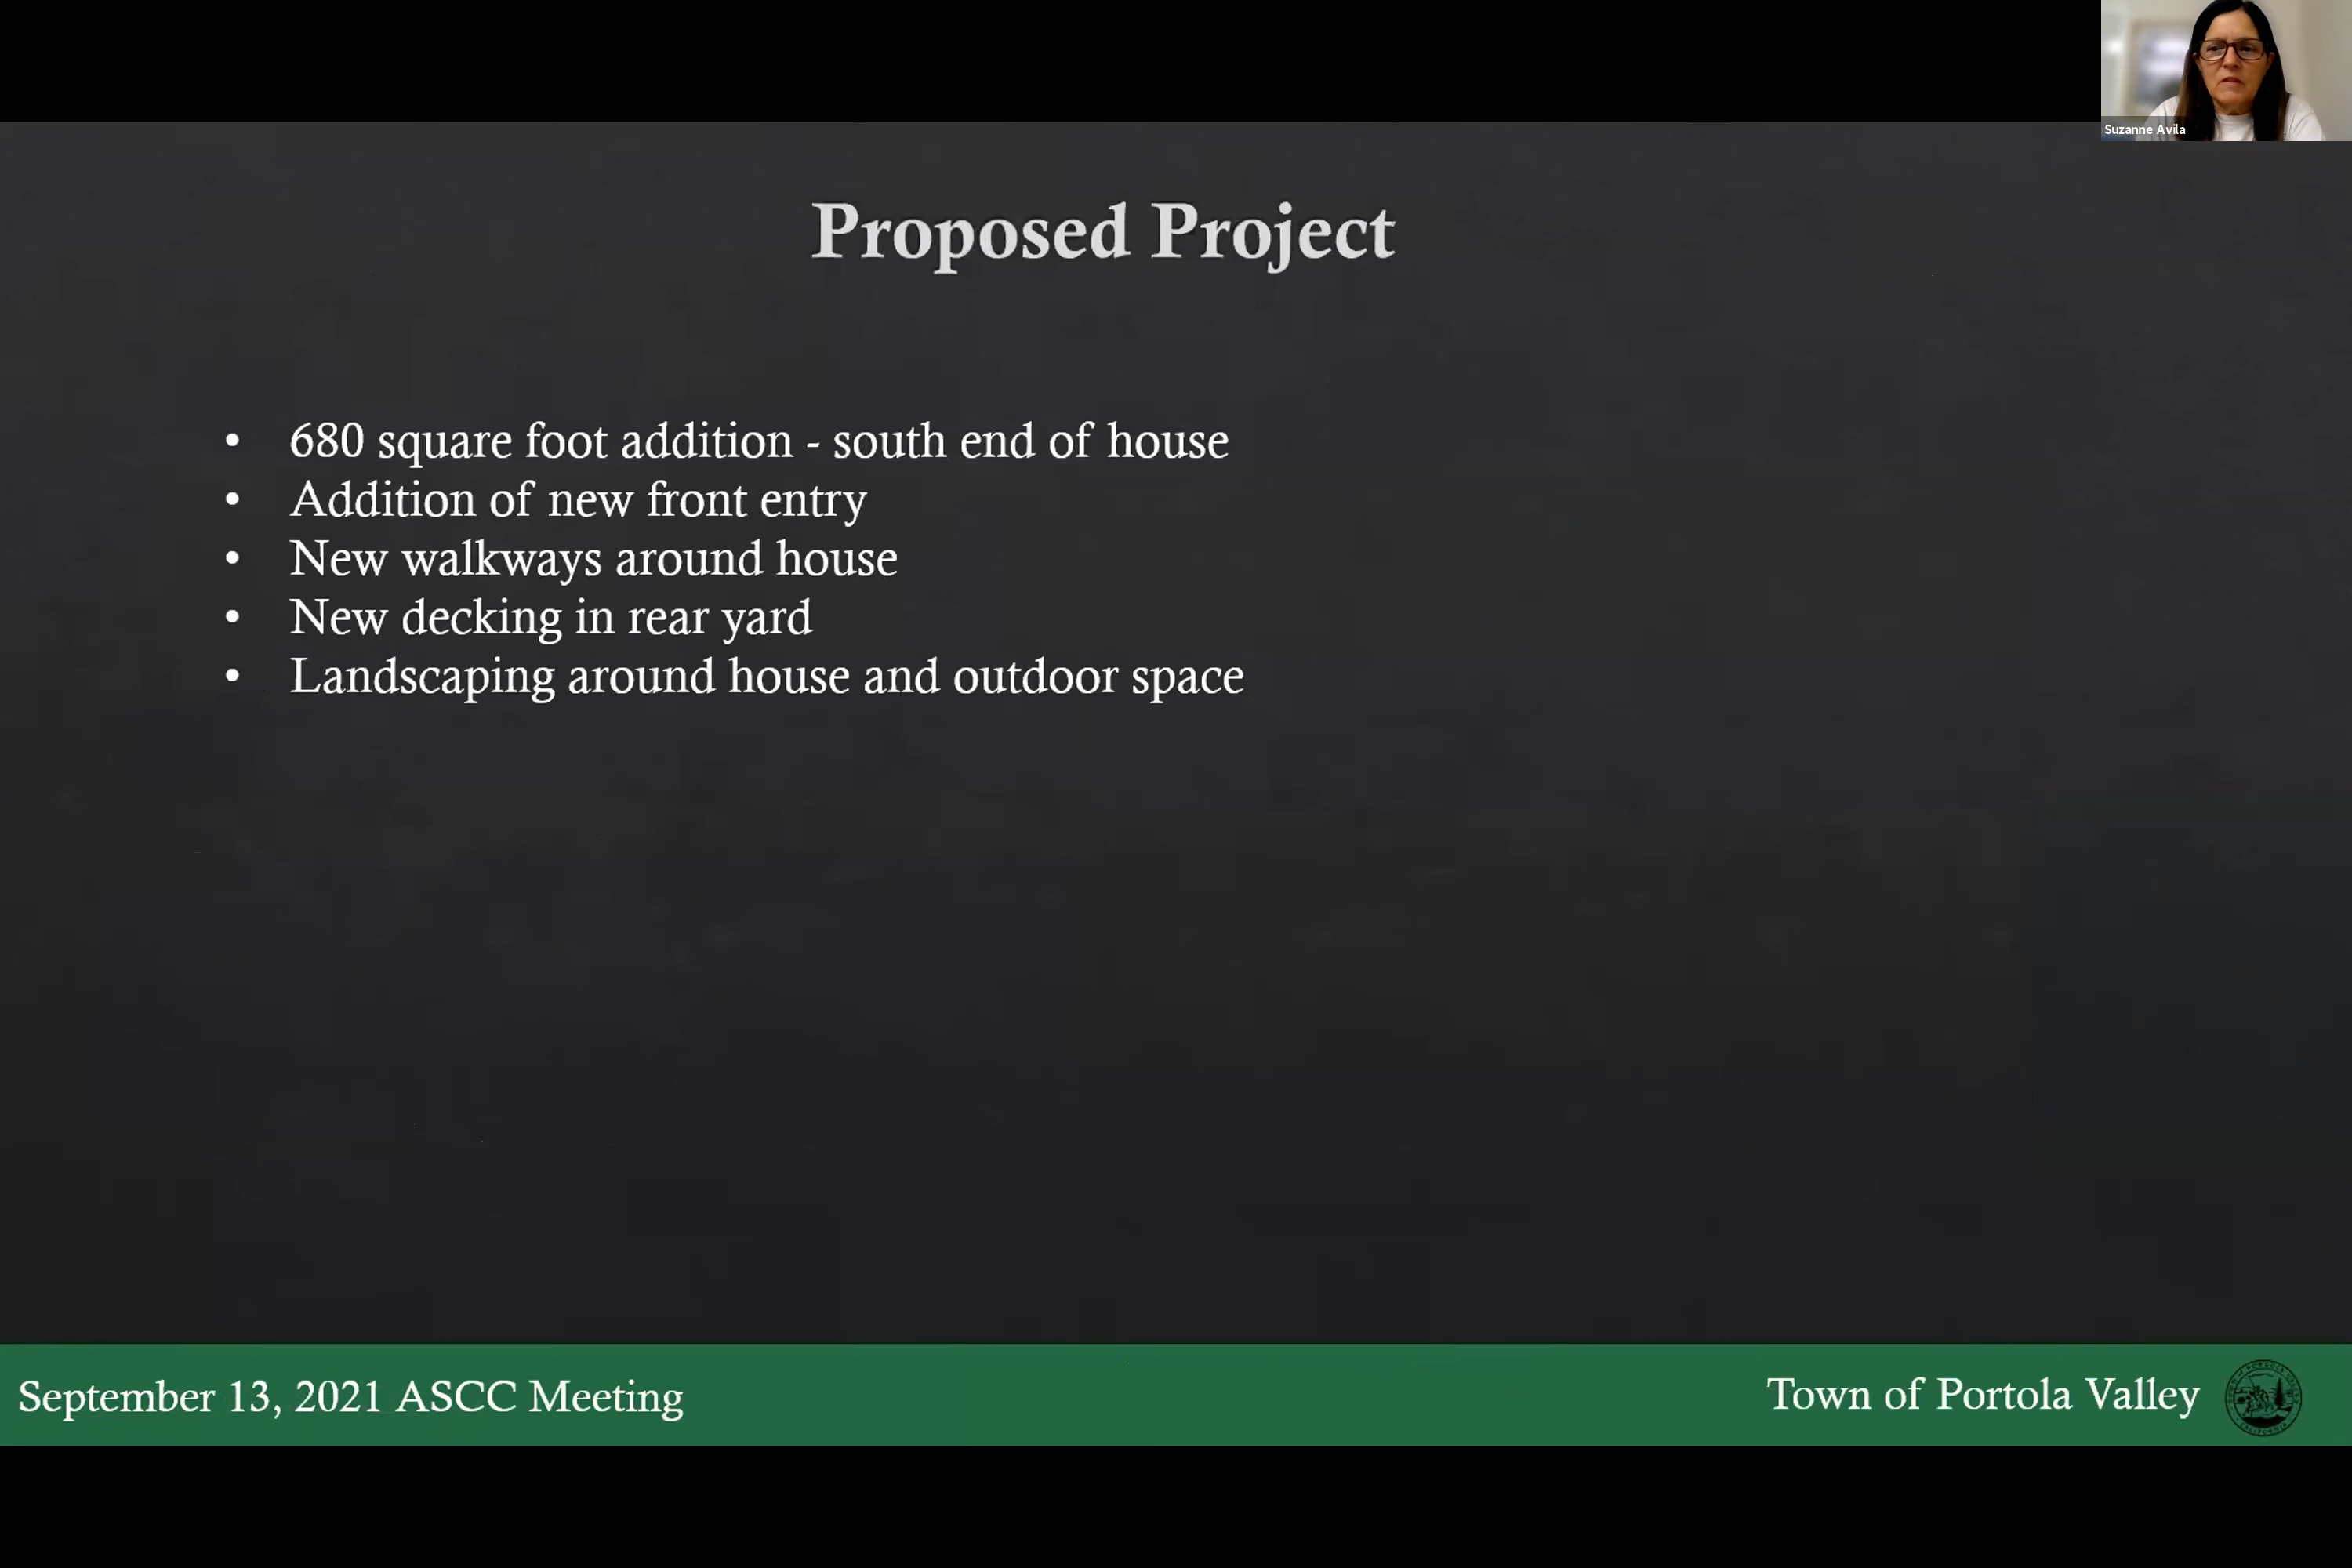 Suzanne Avila
Proposed Project
• 680 square foot addition - south end of house
• Addition of new front entry
• New walkways around house
• New decking in rear yard
• Landscaping around house and outdoor space
September 13, 2021 ASCC Meeting
Town of Portola Valley